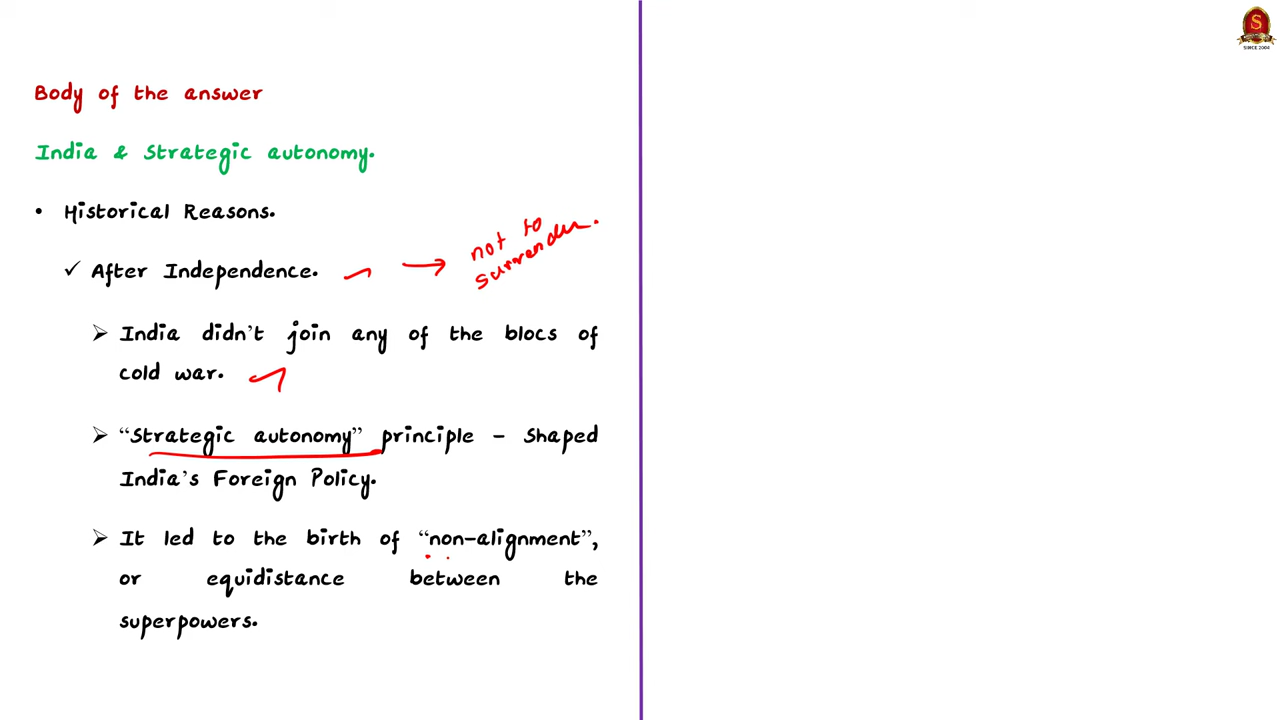 S
SINCE 2004
Body of the answer
India & Strategic autonomy.
• Historical Reasons.
not to
surrender.
✓ After Independence. →
➢ India didn't join any of the blocs of
cold war.
➢ “Strategic autonomy” principle – Shaped
India's Foreign Policy.
➢ It led to the birth of “non-alignment”,
or equidistance between the
superpowers.